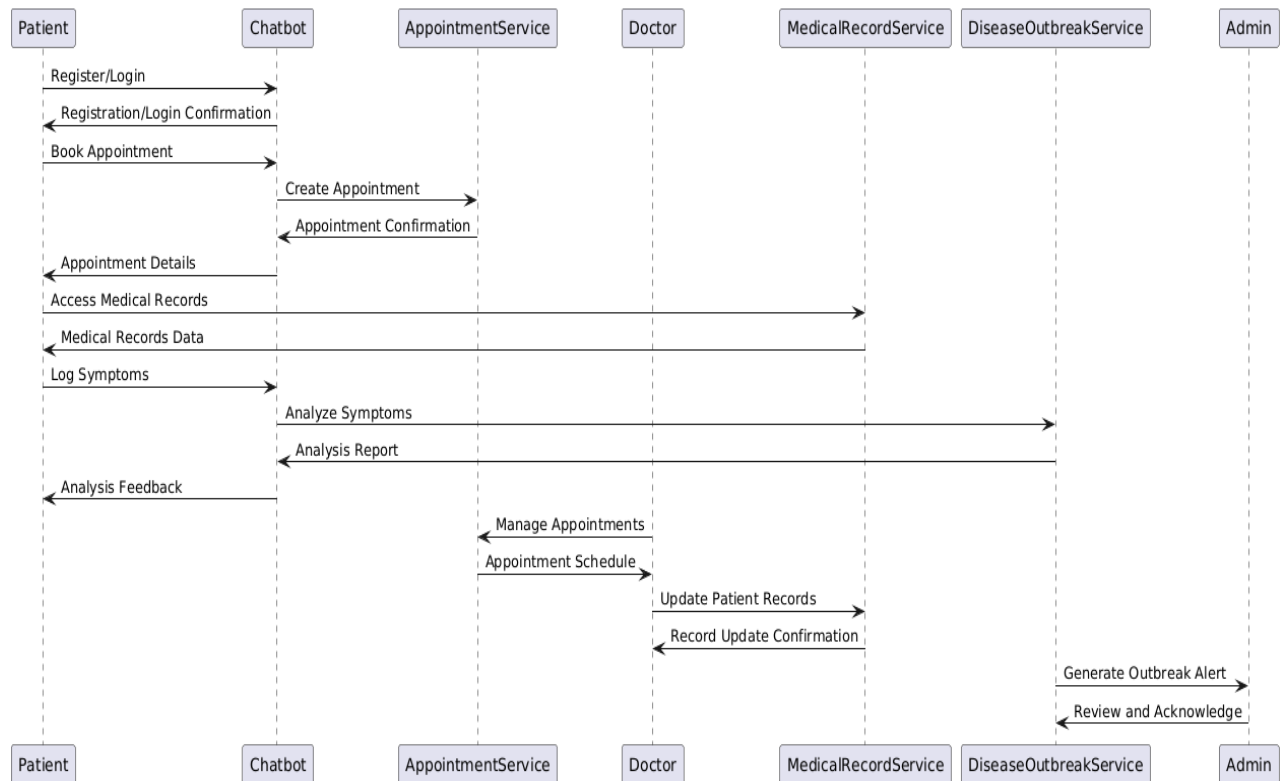 Patient Chatbot AppointmentService Doctor MedicalRecordService DiseaseOutbreakService Admin
Register/Login
Registration/Login Confirmation
Book Appointment
Create Appointment
Appointment Confirmation
Appointment Details
Access Medical Records
Medical Records Data
Log Symptoms
Analyze Symptoms
Analysis Report
Analysis Feedback
Manage Appointments
Appointment Schedule
Update Patient Records
Record Update Confirmation
Generate Outbreak Alert
Review and Acknowledge
Patient Chatbot AppointmentService Doctor MedicalRecordService DiseaseOutbreakService Admin